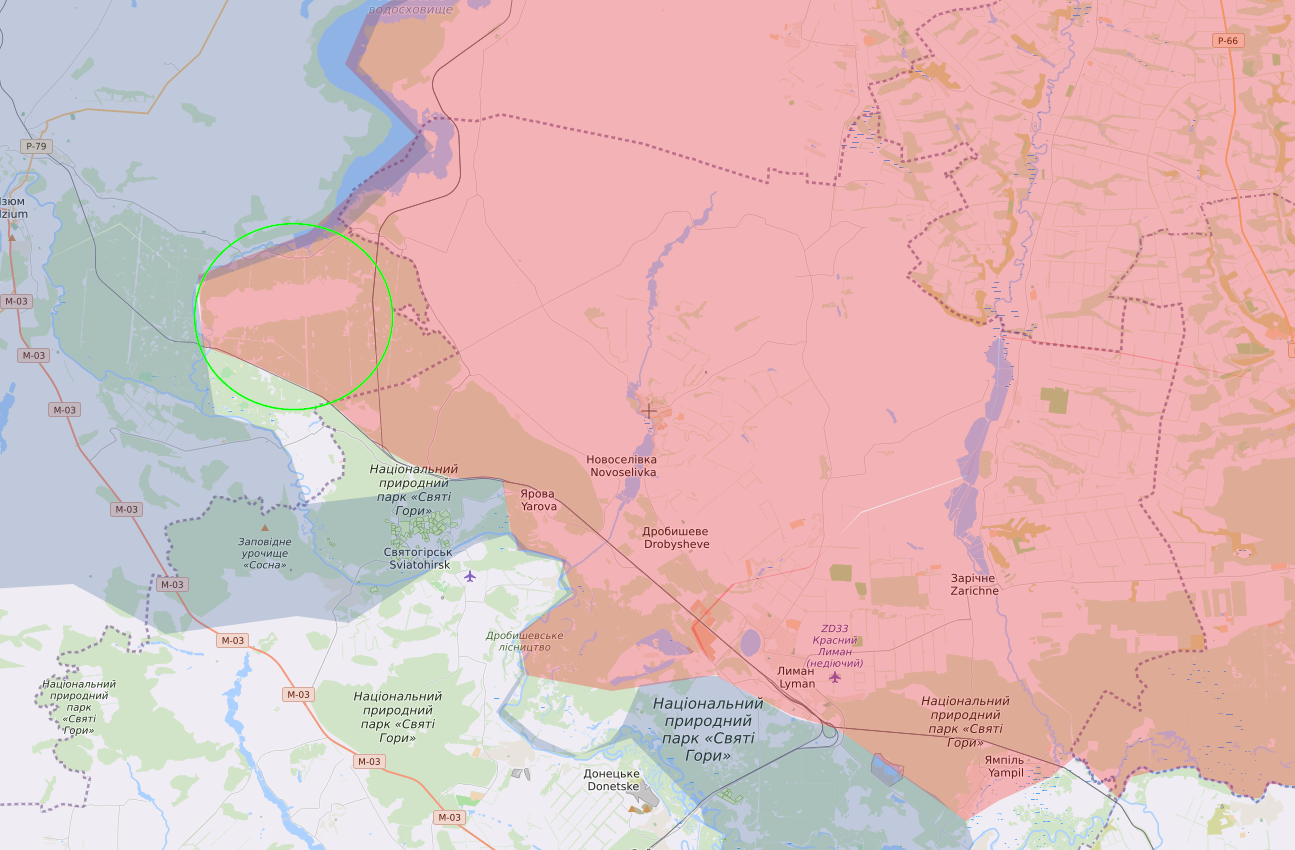 водосховище
P-66
P-79
Ізюм
Izium
M-03
M-03
M-03
M-03
M-03
M-03
M-03
M-03
M-03
Новоселівка
Novoselivka
Національний
природний
парк «Святі
Гори»
Ярова
Yarova
Дробишеве
Drobysheve
Заповідне
урочище
«Сосна»
Святогірськ
Sviatohirsk
Зарічне
Zarichne
Дробишевське
лісництво
ZD33
Красний
Лиман
(недіючий)
Лиман
Lyman
Національний
природний
парк
«Святі
Гори»
Національний
природний
парк «Святі
Гори»
Національний
природний
парк «Святі
Гори»
Національний
природний
парк «Святі
Гори»
Ямпіль
Yampil
Донецьке
Donetske